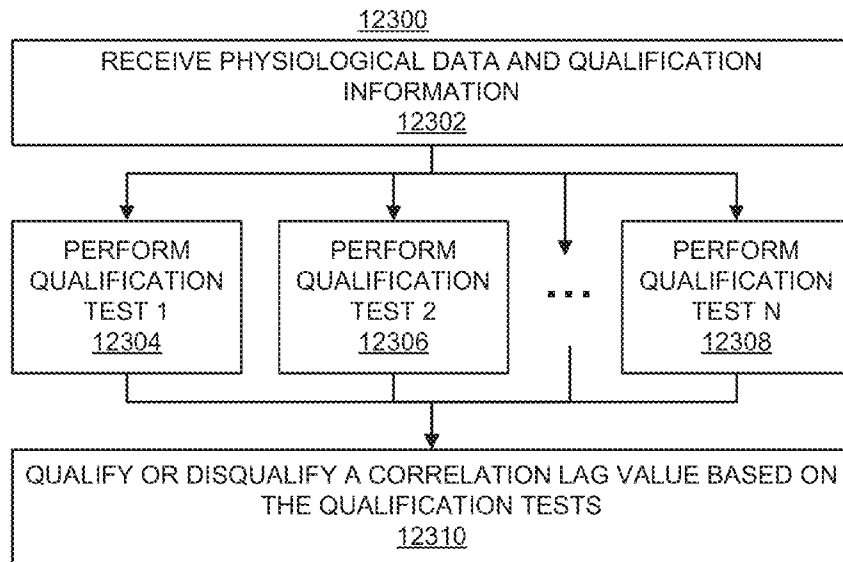 12300
RECEIVE PHYSIOLOGICAL DATA AND QUALIFICATION
INFORMATION
12302
PERFORM
QUALIFICATION
TEST 1
12304
PERFORM
QUALIFICATION
TEST 2
12306
...
PERFORM
QUALIFICATION
TEST N
12308
QUALIFY OR DISQUALIFY A CORRELATION LAG VALUE BASED ON
THE QUALIFICATION TESTS
12310